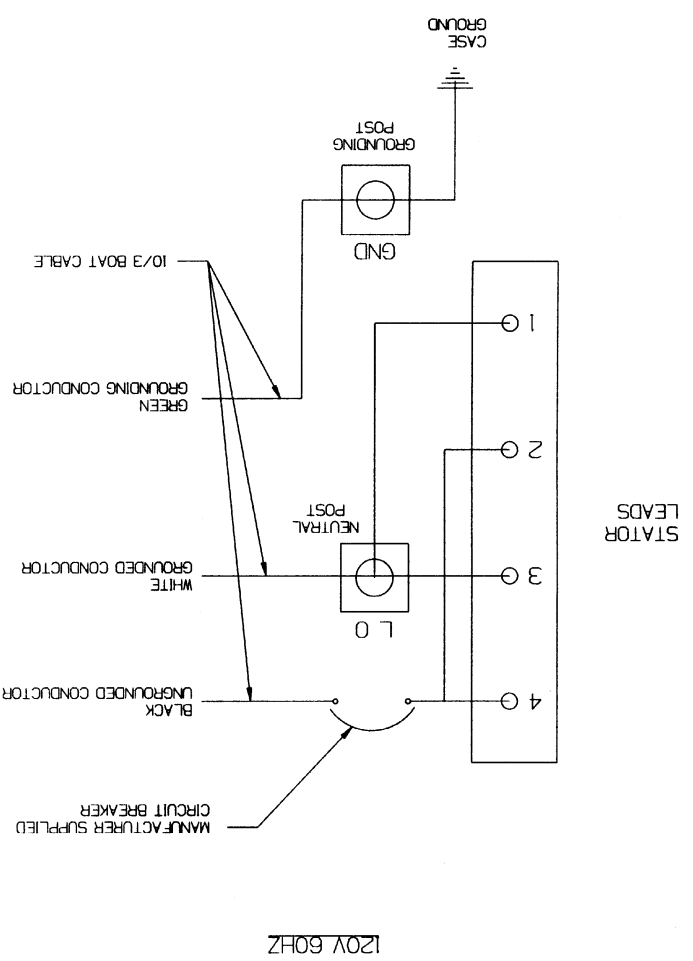 120V 60HZ
MANUFACTURER SUPPLIED
CIRCUIT BREAKER
BLACK
UNGROUNDED CONDUCTOR
4
L 0
WHITE
GROUNDED CONDUCTOR
3
NEUTRAL
POST
STATOR
LEADS
2
GREEN
GROUNDING CONDUCTOR
1
10/3 BOAT CABLE
GND
GROUNDING
POST
CASE
GROUND